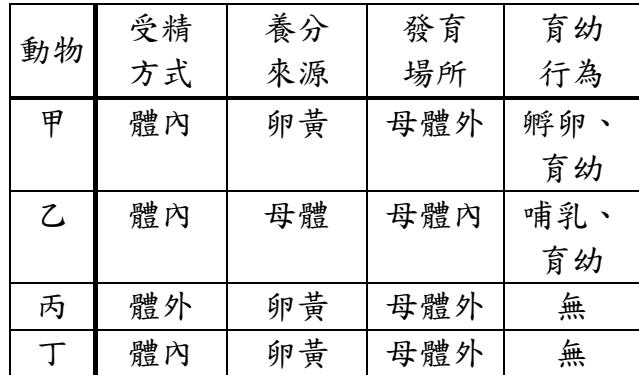 動物 受精方式 養分來源 發育場所 育幼行為
甲 體內 卵黃 母體外 孵卵、育幼
乙 體內 母體 母體內 哺乳、育幼
丙 體外 卵黃 母體外 無
丁 體內 卵黃 母體外 無